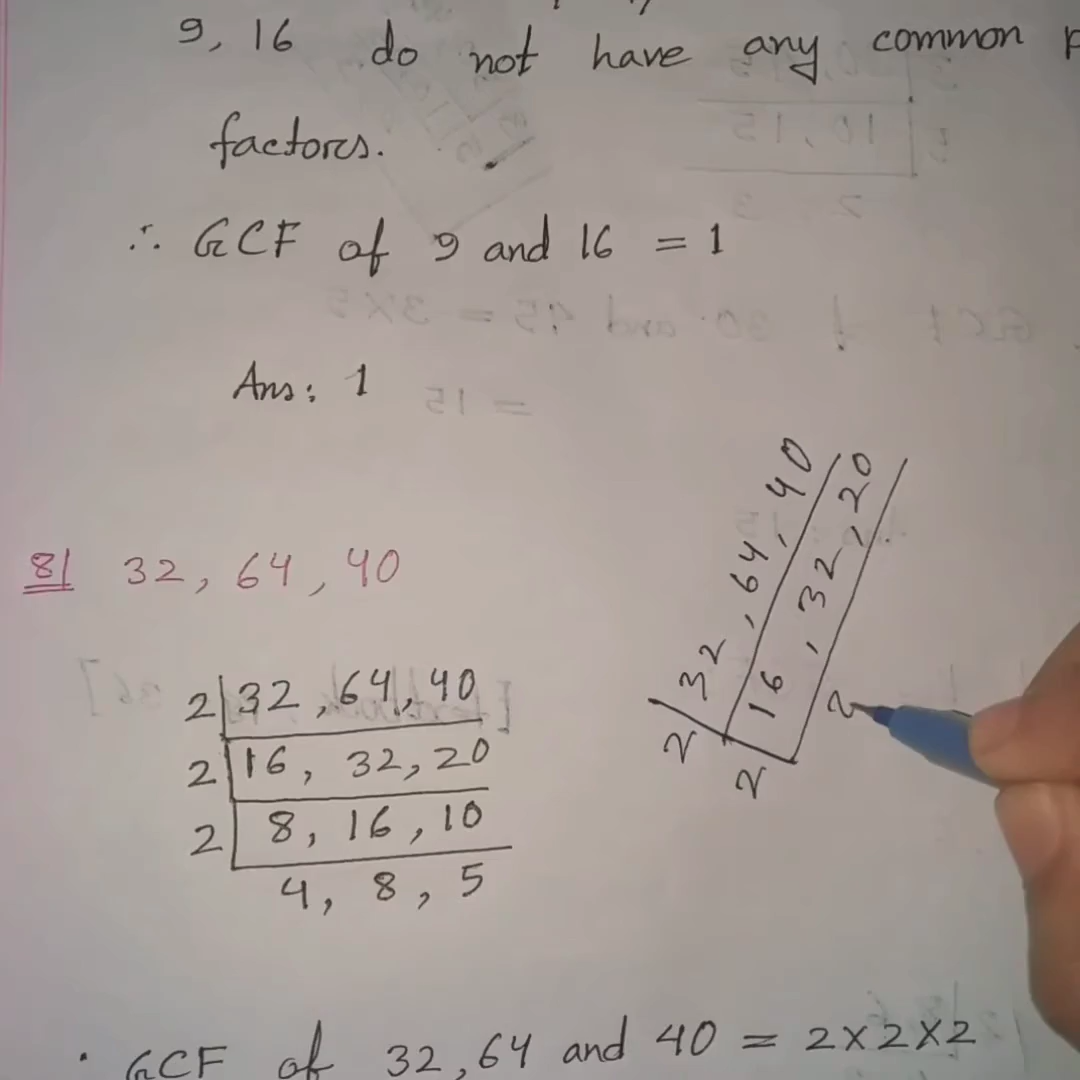 9, 16 do not have any common
factors.
∴ GCF of 9 and 16 = 1
Ans: 1
8| 32, 64, 40
2|32, 64, 40
2|16, 32, 20
2|8, 16, 10
4, 8, 5
2 32, 64, 40
2 16, 32, 20
2
GCF of 32, 64 and 40 = 2×2×2